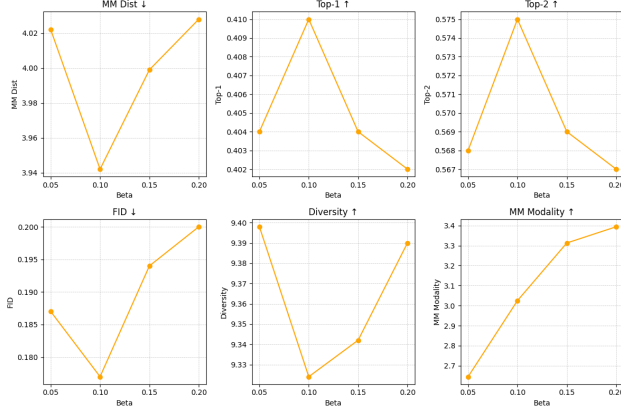 MM Dist ↓
MM Dist
4.02
4.00
3.98
3.96
3.94
0.05 0.10 0.15 0.20
Beta
Top-1 ↑
Top-1
0.410
0.409
0.408
0.407
0.406
0.405
0.404
0.403
0.402
0.05 0.10 0.15 0.20
Beta
Top-2 ↑
Top-2
0.575
0.574
0.573
0.572
0.571
0.570
0.569
0.568
0.567
0.05 0.10 0.15 0.20
Beta
FID ↓
FID
0.200
0.195
0.190
0.185
0.180
0.05 0.10 0.15 0.20
Beta
Diversity ↑
Diversity
9.40
9.39
9.38
9.37
9.36
9.35
9.34
9.33
0.05 0.10 0.15 0.20
Beta
MM Modality ↑
MM Modality
3.4
3.3
3.2
3.1
3.0
2.9
2.8
2.7
0.05 0.10 0.15 0.20
Beta